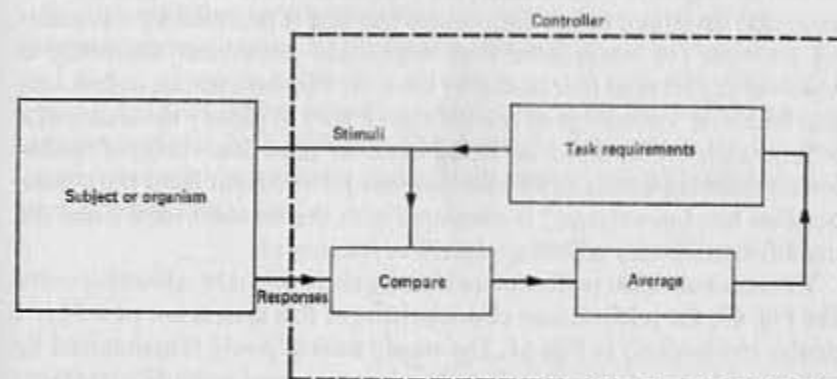 Controller
Stimuli
Task requirements
Subject or organism
Responses
Compare
Average